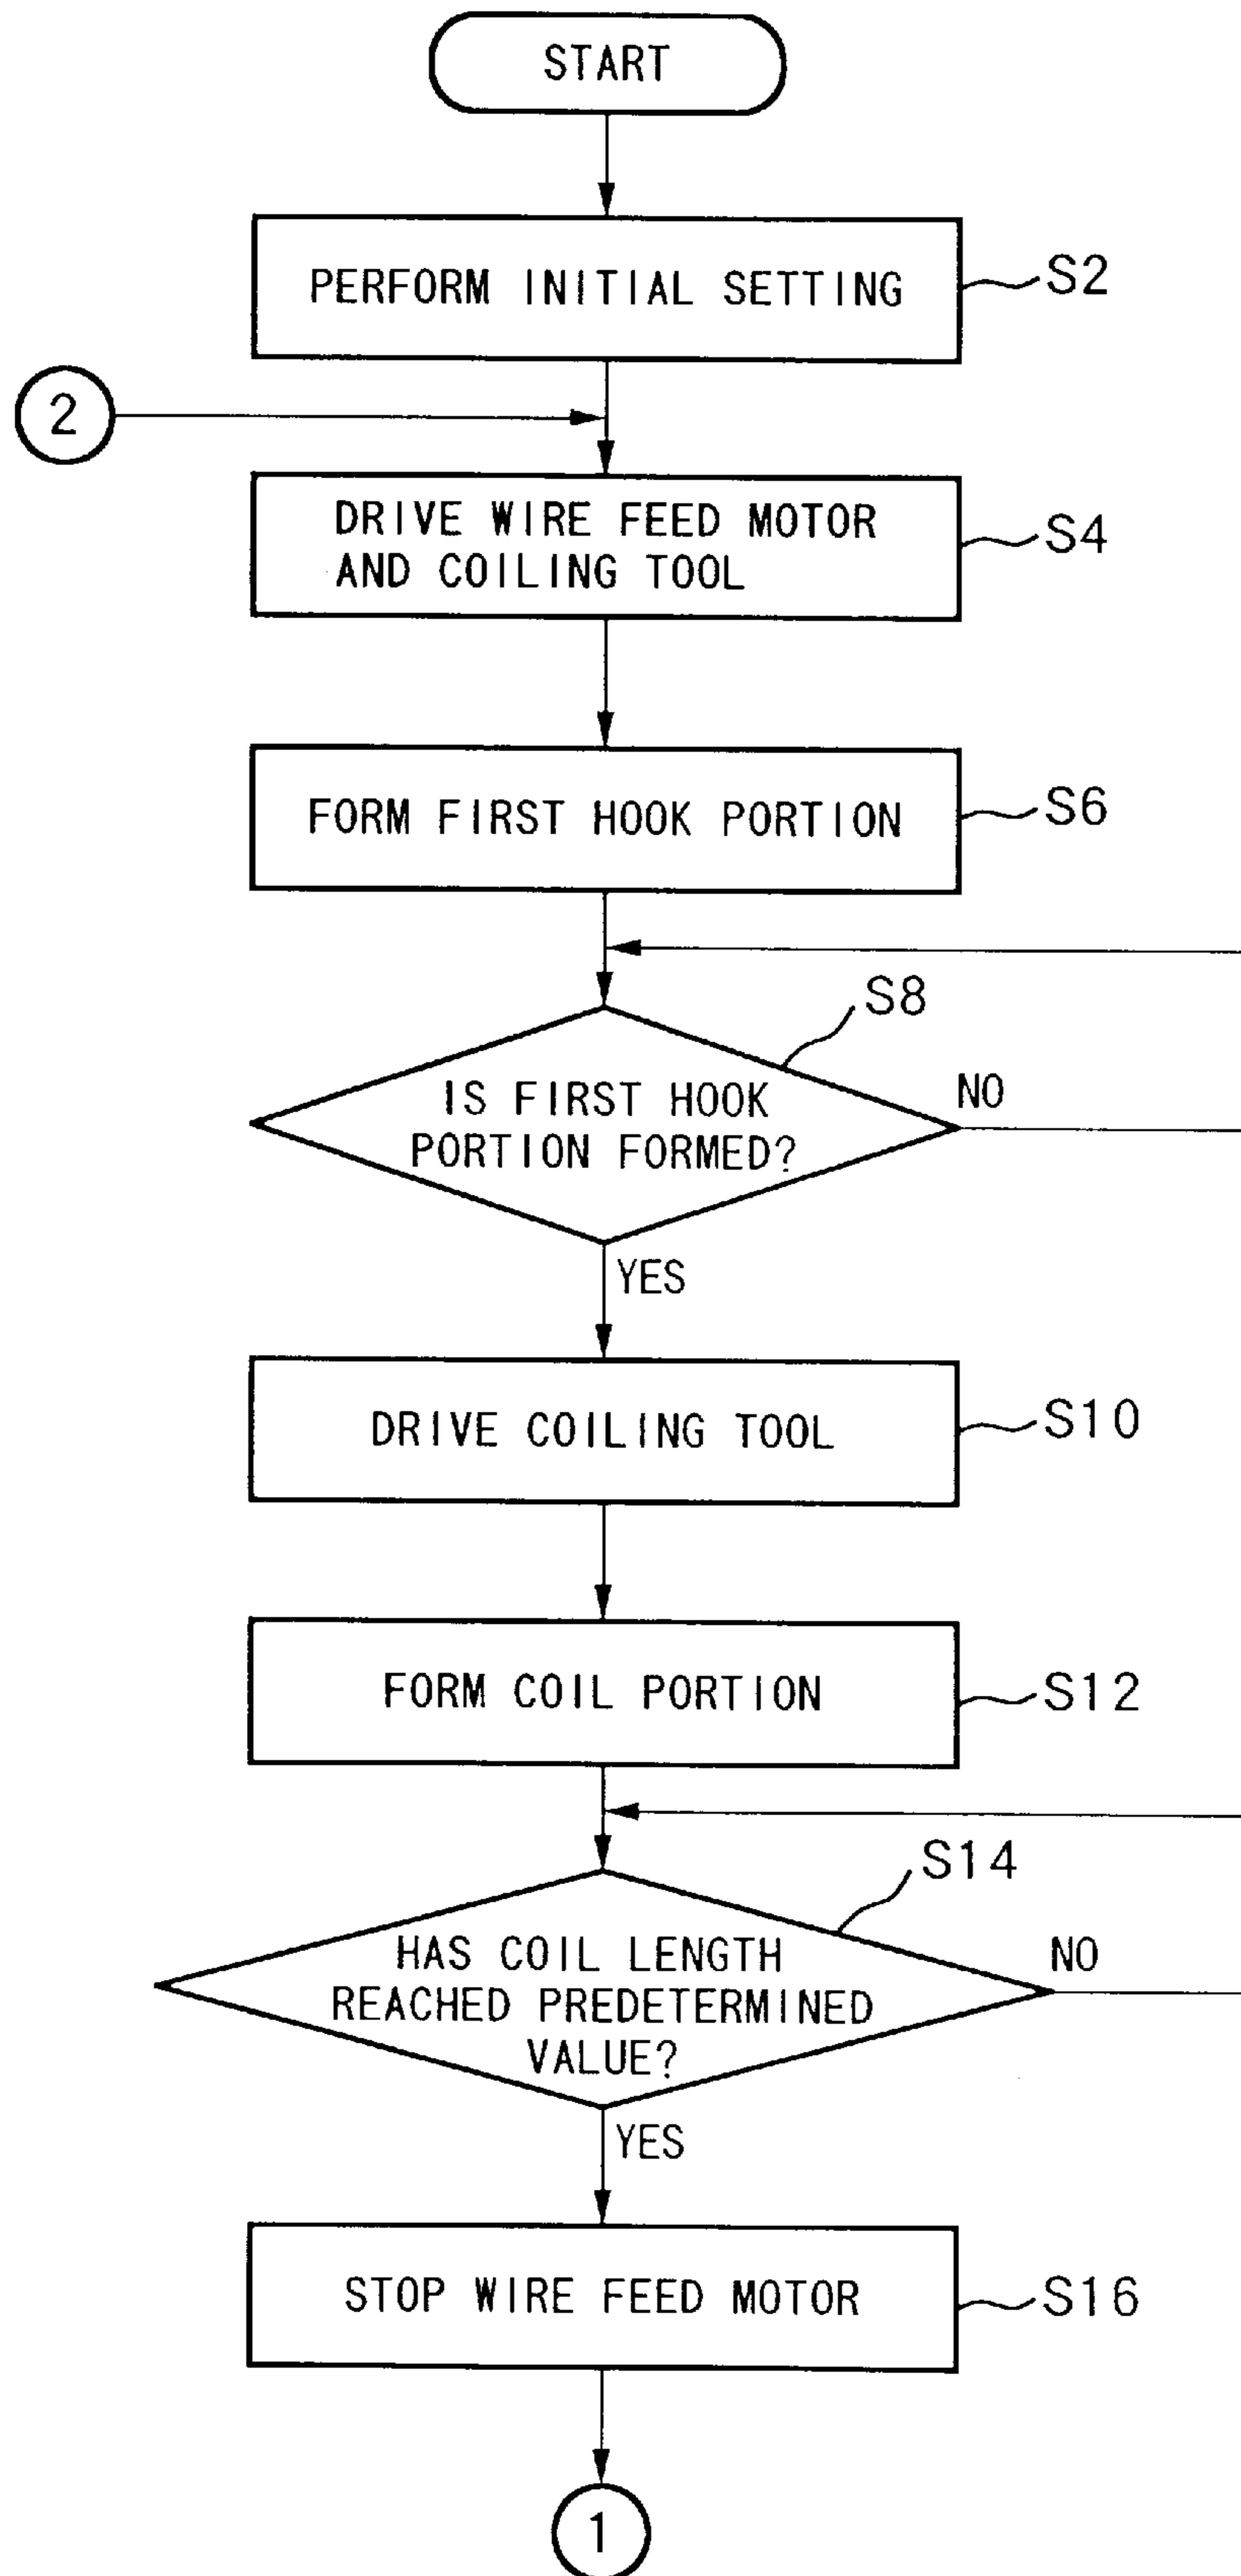 START
PERFORM INITIAL SETTING
S2
2
DRIVE WIRE FEED MOTOR
AND COILING TOOL
S4
FORM FIRST HOOK PORTION
S6
S8
IS FIRST HOOK
PORTION FORMED?
NO
YES
DRIVE COILING TOOL
S10
FORM COIL PORTION
S12
S14
HAS COIL LENGTH
REACHED PREDETERMINED
VALUE?
NO
YES
STOP WIRE FEED MOTOR
S16
1